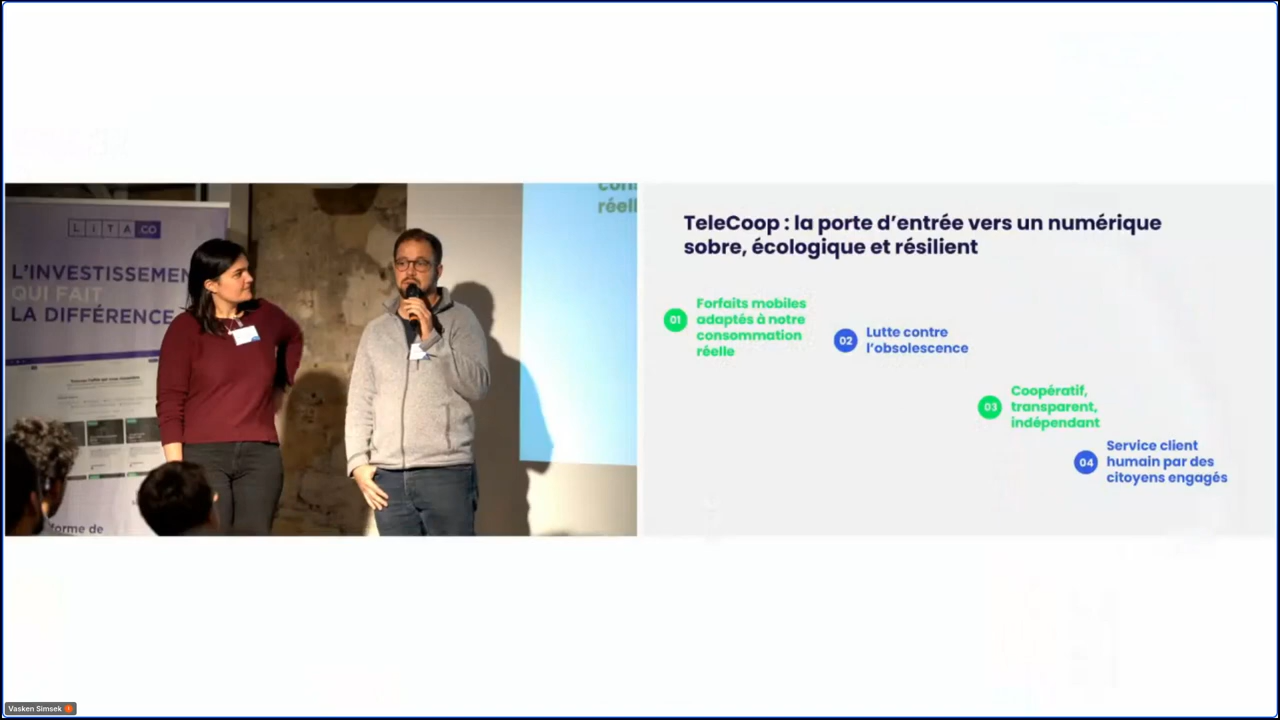 LITA CO
L'INVESTISSEMEN
QUI FAIT
LA DIFFÉRENCE
forme de
réell
TeleCoop : la porte d'entrée vers un numérique
sobre, écologique et résilient
01
Forfaits mobiles
adaptés à notre
consommation
réelle
02
Lutte contre
l'obsolescence
03
Coopératif,
transparent,
indépendant
04
Service client
humain par des
citoyens engagés
Vasken Simsek